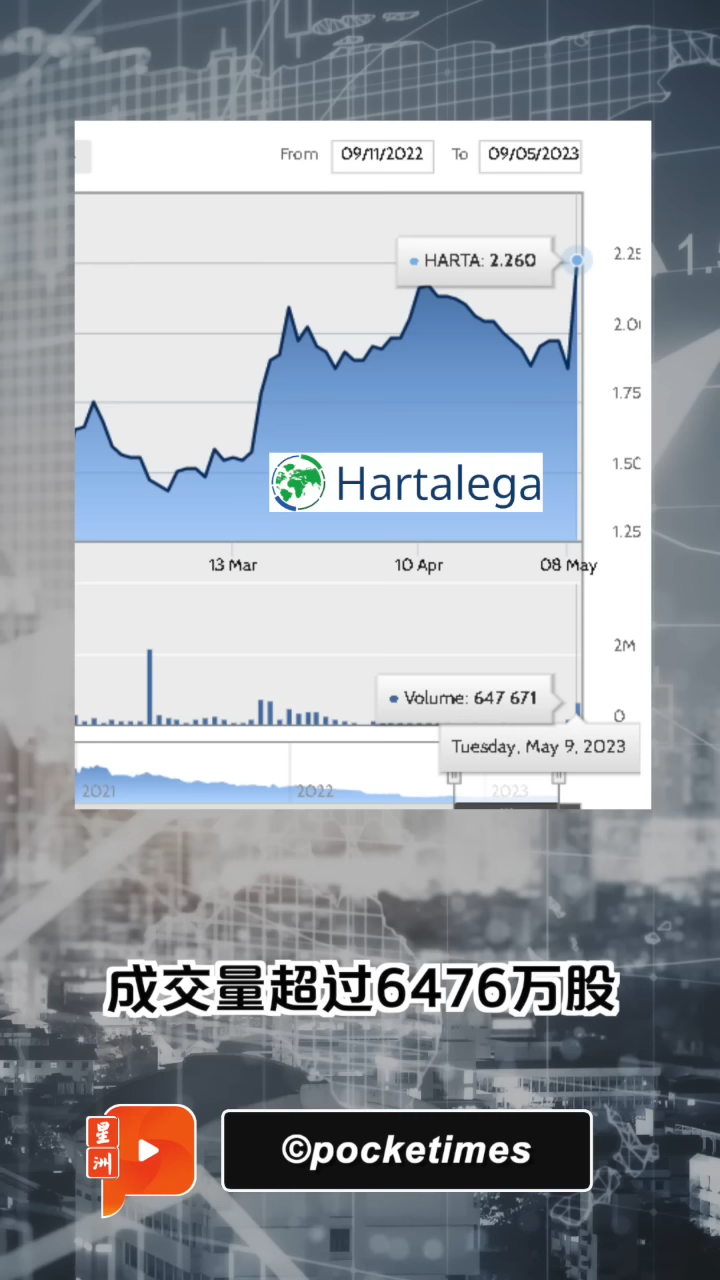 From 09/11/2022 To 09/05/2023
HARTA: 2.260
2.25
2.0
1.75
1.50
1.25
Hartalega
13 Mar 10 Apr 08 May
2M
Volume: 647 671
0
Tuesday, May 9, 2023
2021 2022 2023
成交量超过6476万股
星洲
©pocketimes